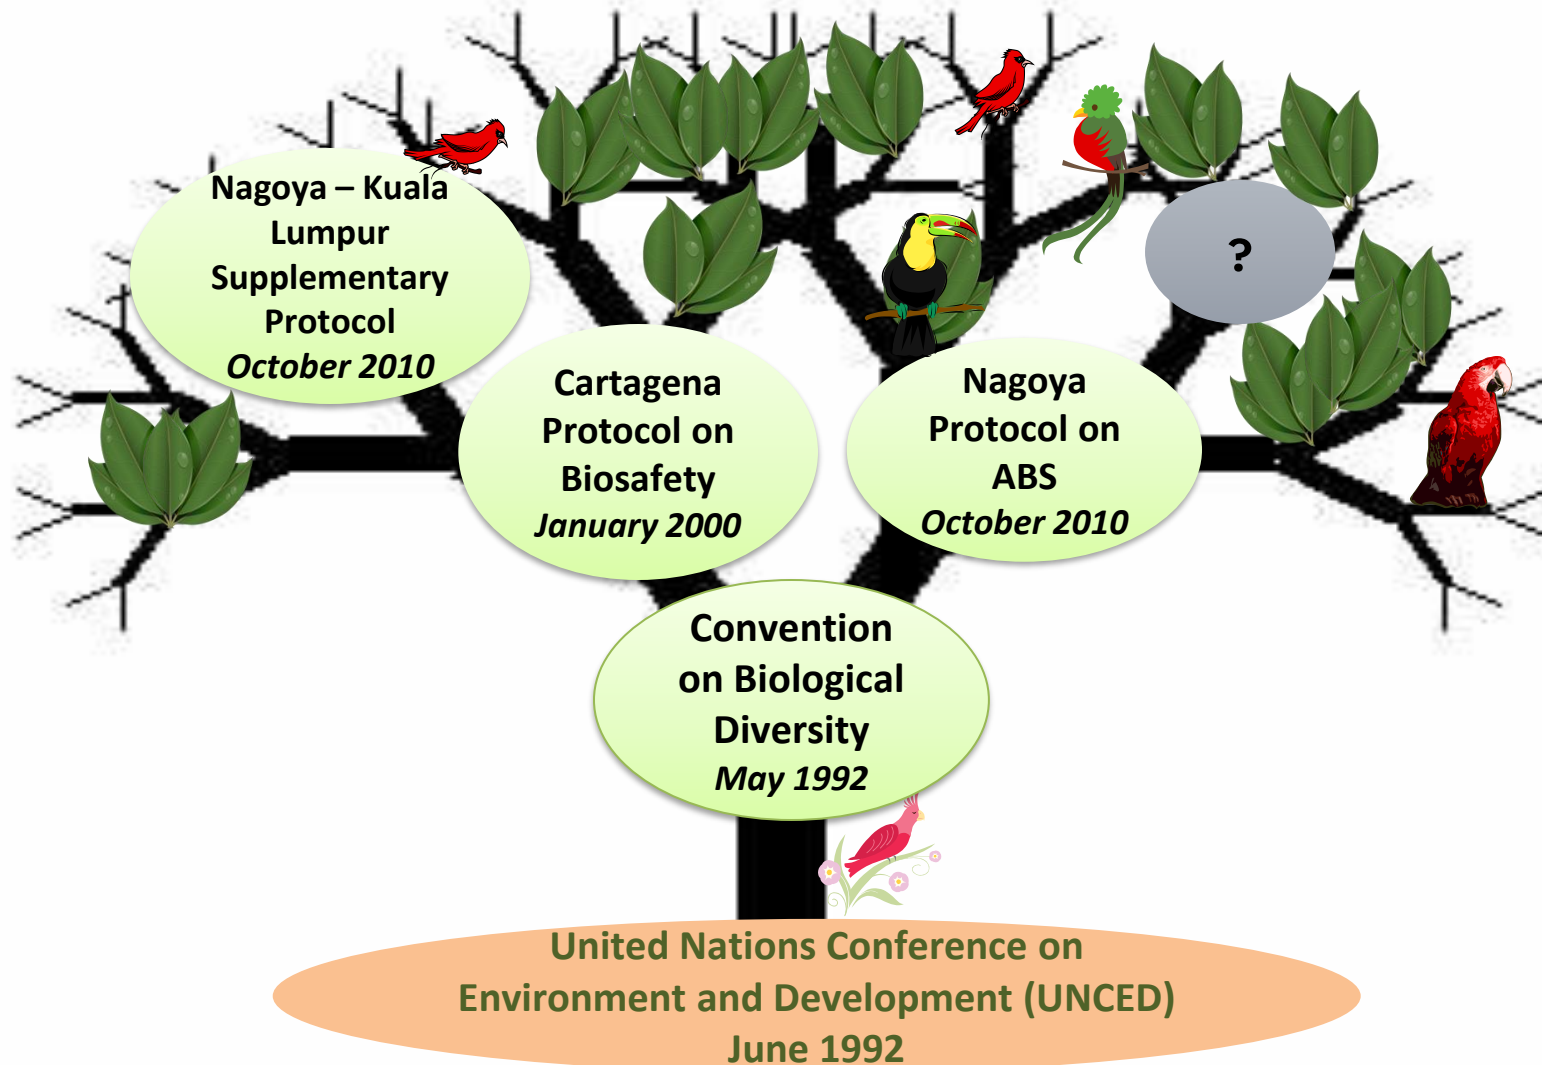 Nagoya – Kuala
Lumpur
Supplementary
Protocol
October 2010
?
Cartagena
Protocol on
Biosafety
January 2000
Nagoya
Protocol on
ABS
October 2010
Convention
on Biological
Diversity
May 1992
United Nations Conference on
Environment and Development (UNCED)
June 1992